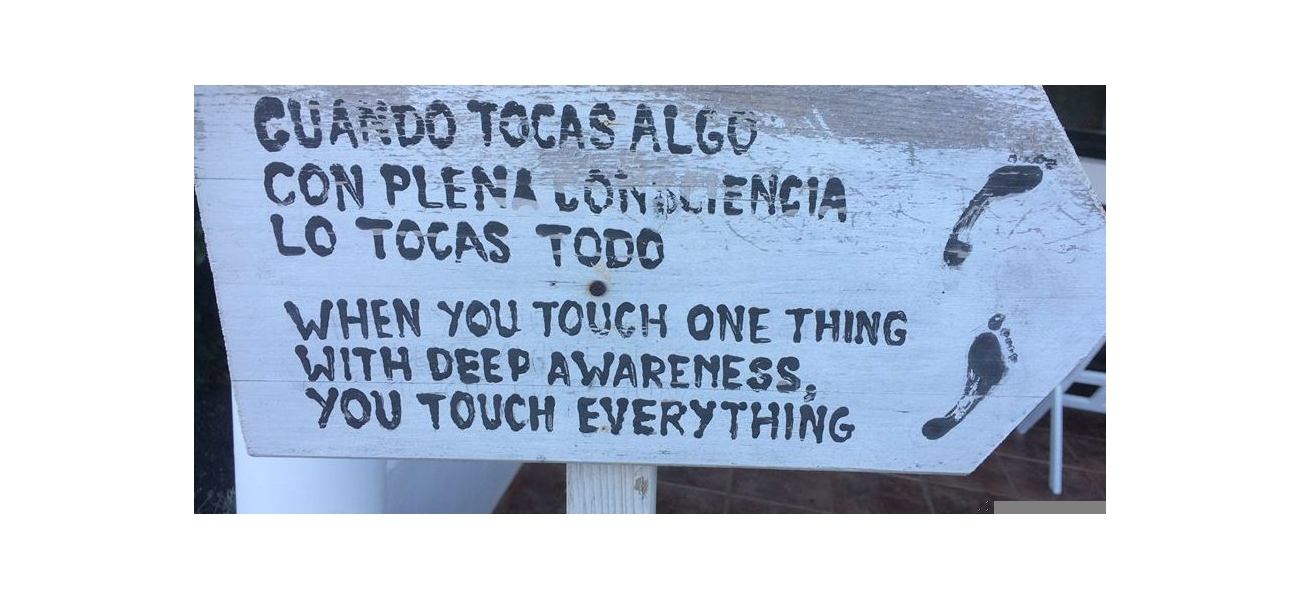 CUANDO TOCAS ALGO
CON PLENA CONSCIENCIA
LO TOCAS TODO
WHEN YOU TOUCH ONE THING
WITH DEEP AWARENESS,
YOU TOUCH EVERYTHING